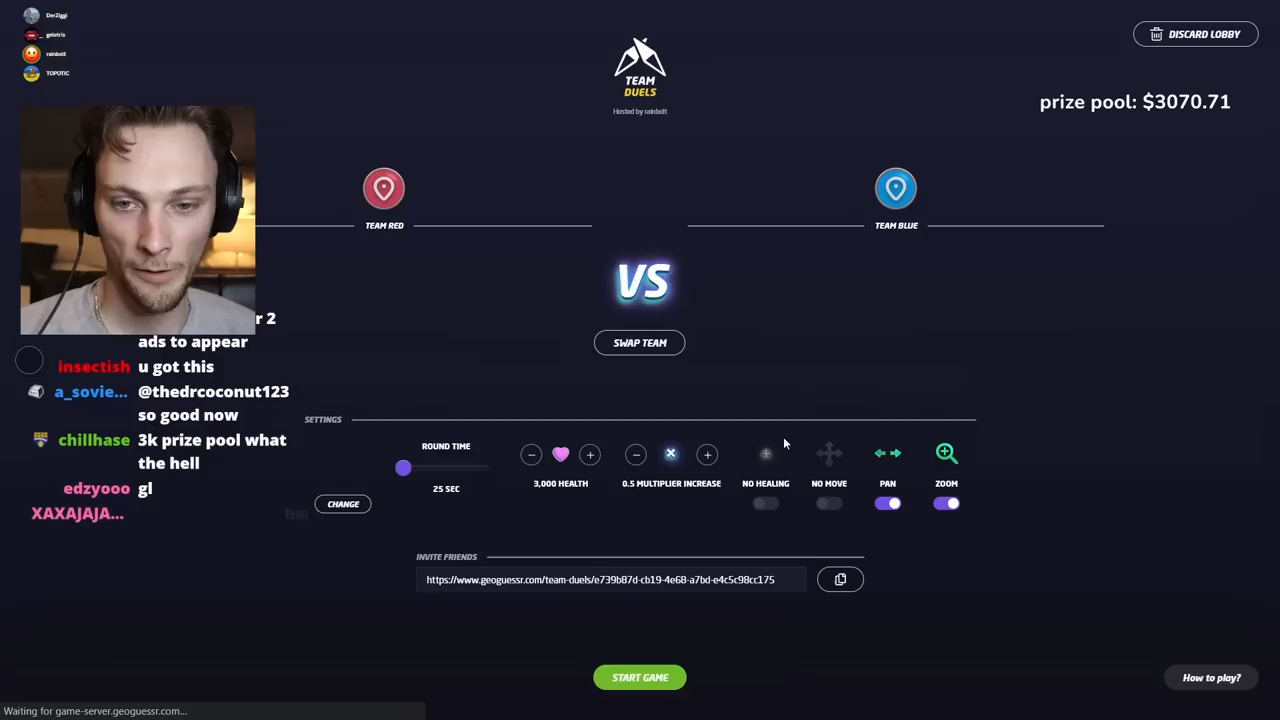 DerZiggi
geletris
rainbolt
TOPOTIC
TEAM
DUELS
Hosted by rainbolt
DISCARD LOBBY
prize pool: $3070.71
TEAM RED
TEAM BLUE
VS
SWAP TEAM
r 2
ads to appear
insectish u got this
a_sovie... @thedrcoconut123
so good now
chillhase 3k prize pool what
the hell
edzyooo gl
XAXAJAJA...
SETTINGS
ROUND TIME
25 SEC
CHANGE
3,000 HEALTH
0.5 MULTIPLIER INCREASE
NO HEALING
NO MOVE
PAN
ZOOM
INVITE FRIENDS
https://www.geoguessr.com/team-duels/e739b87d-cb19-4e68-a7bd-e4c5c98cc175
START GAME
How to play?
Waiting for game-server.geoguessr.com...